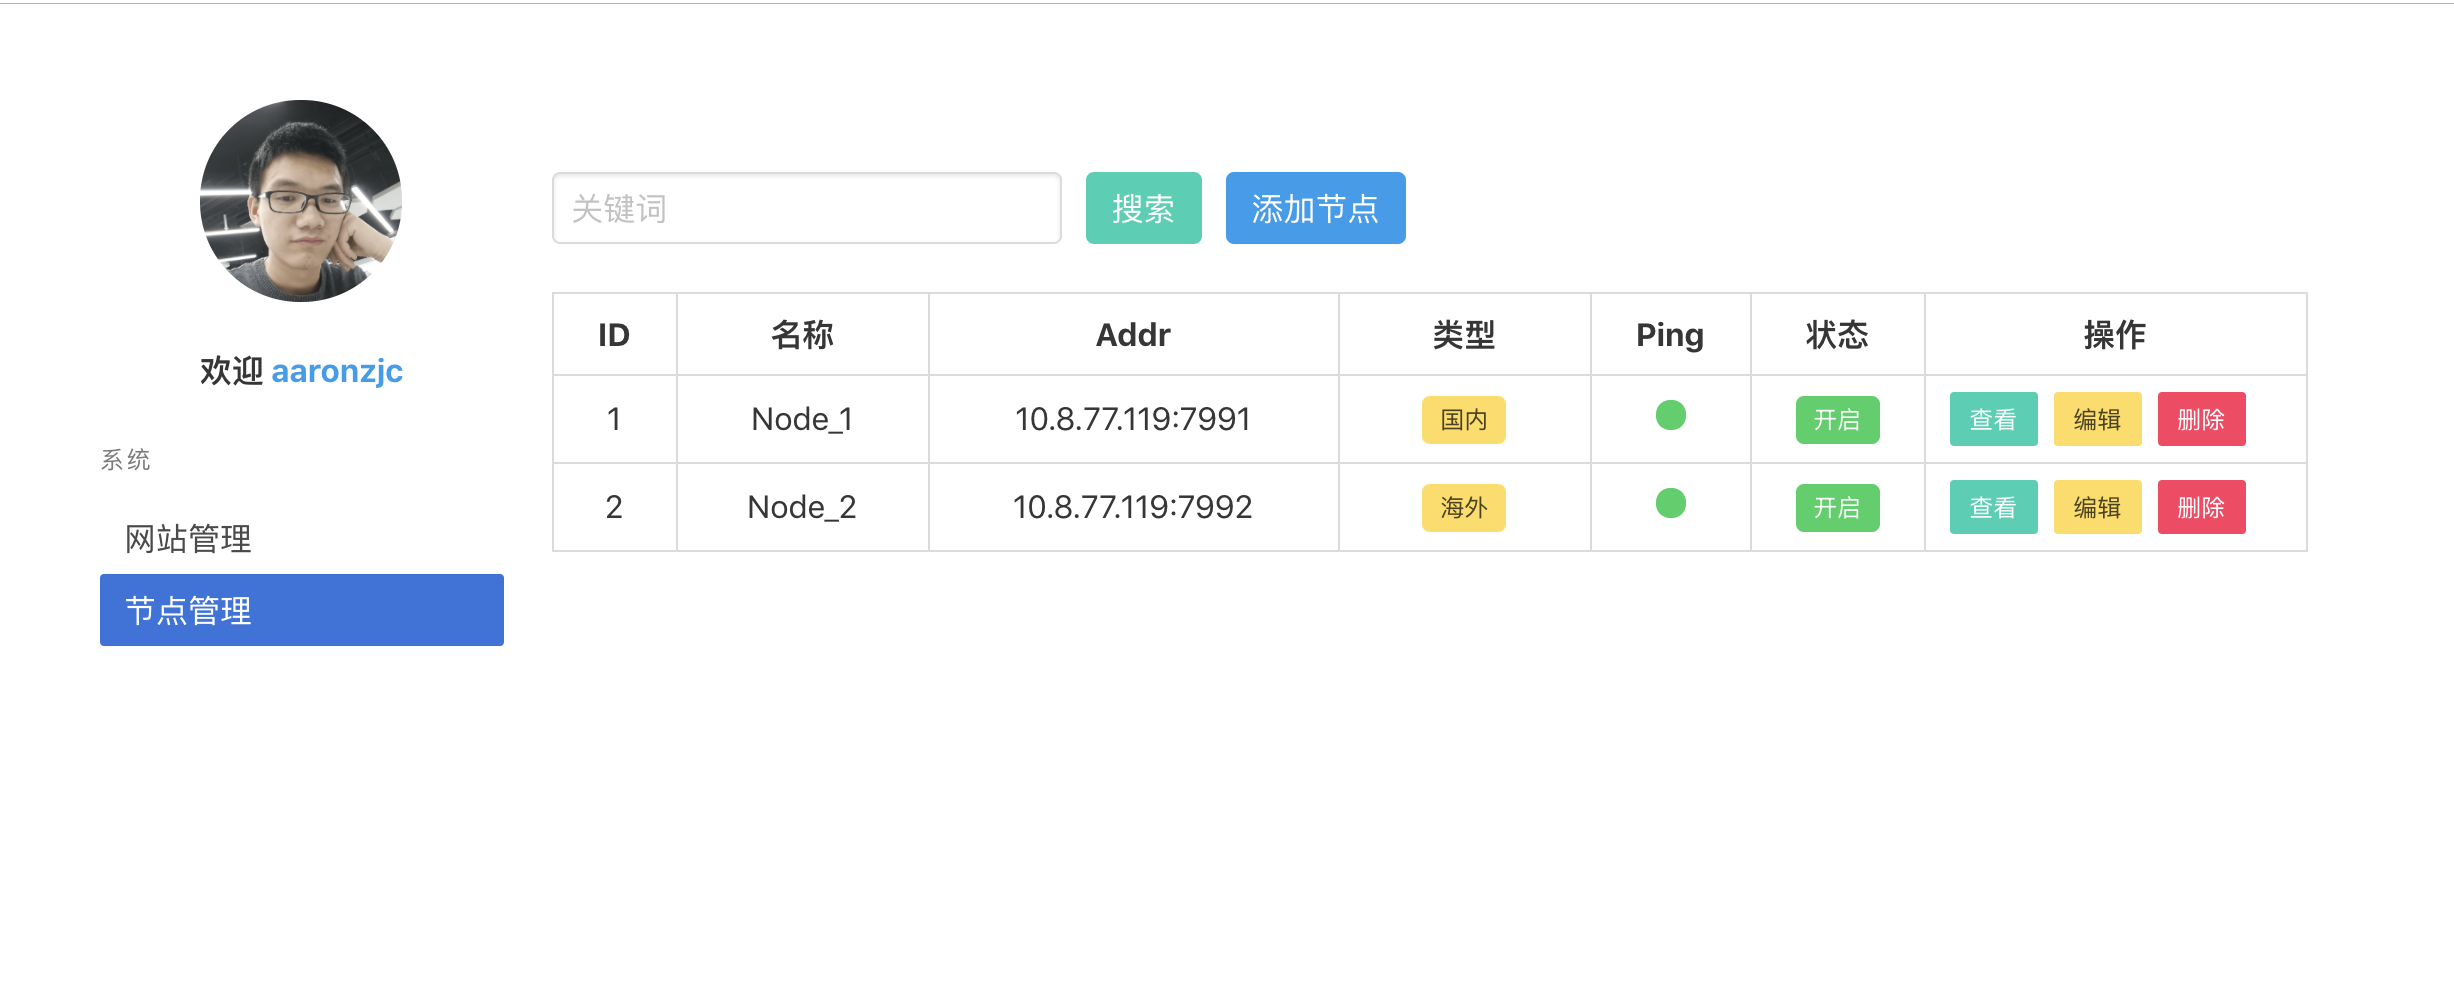 欢迎 aaronzjc
系统
网站管理
节点管理
关键词 搜索 添加节点
ID 名称 Addr 类型 Ping 状态 操作
1 Node_1 10.8.77.119:7991 国内 开启 查看 编辑 删除
2 Node_2 10.8.77.119:7992 海外 开启 查看 编辑 删除